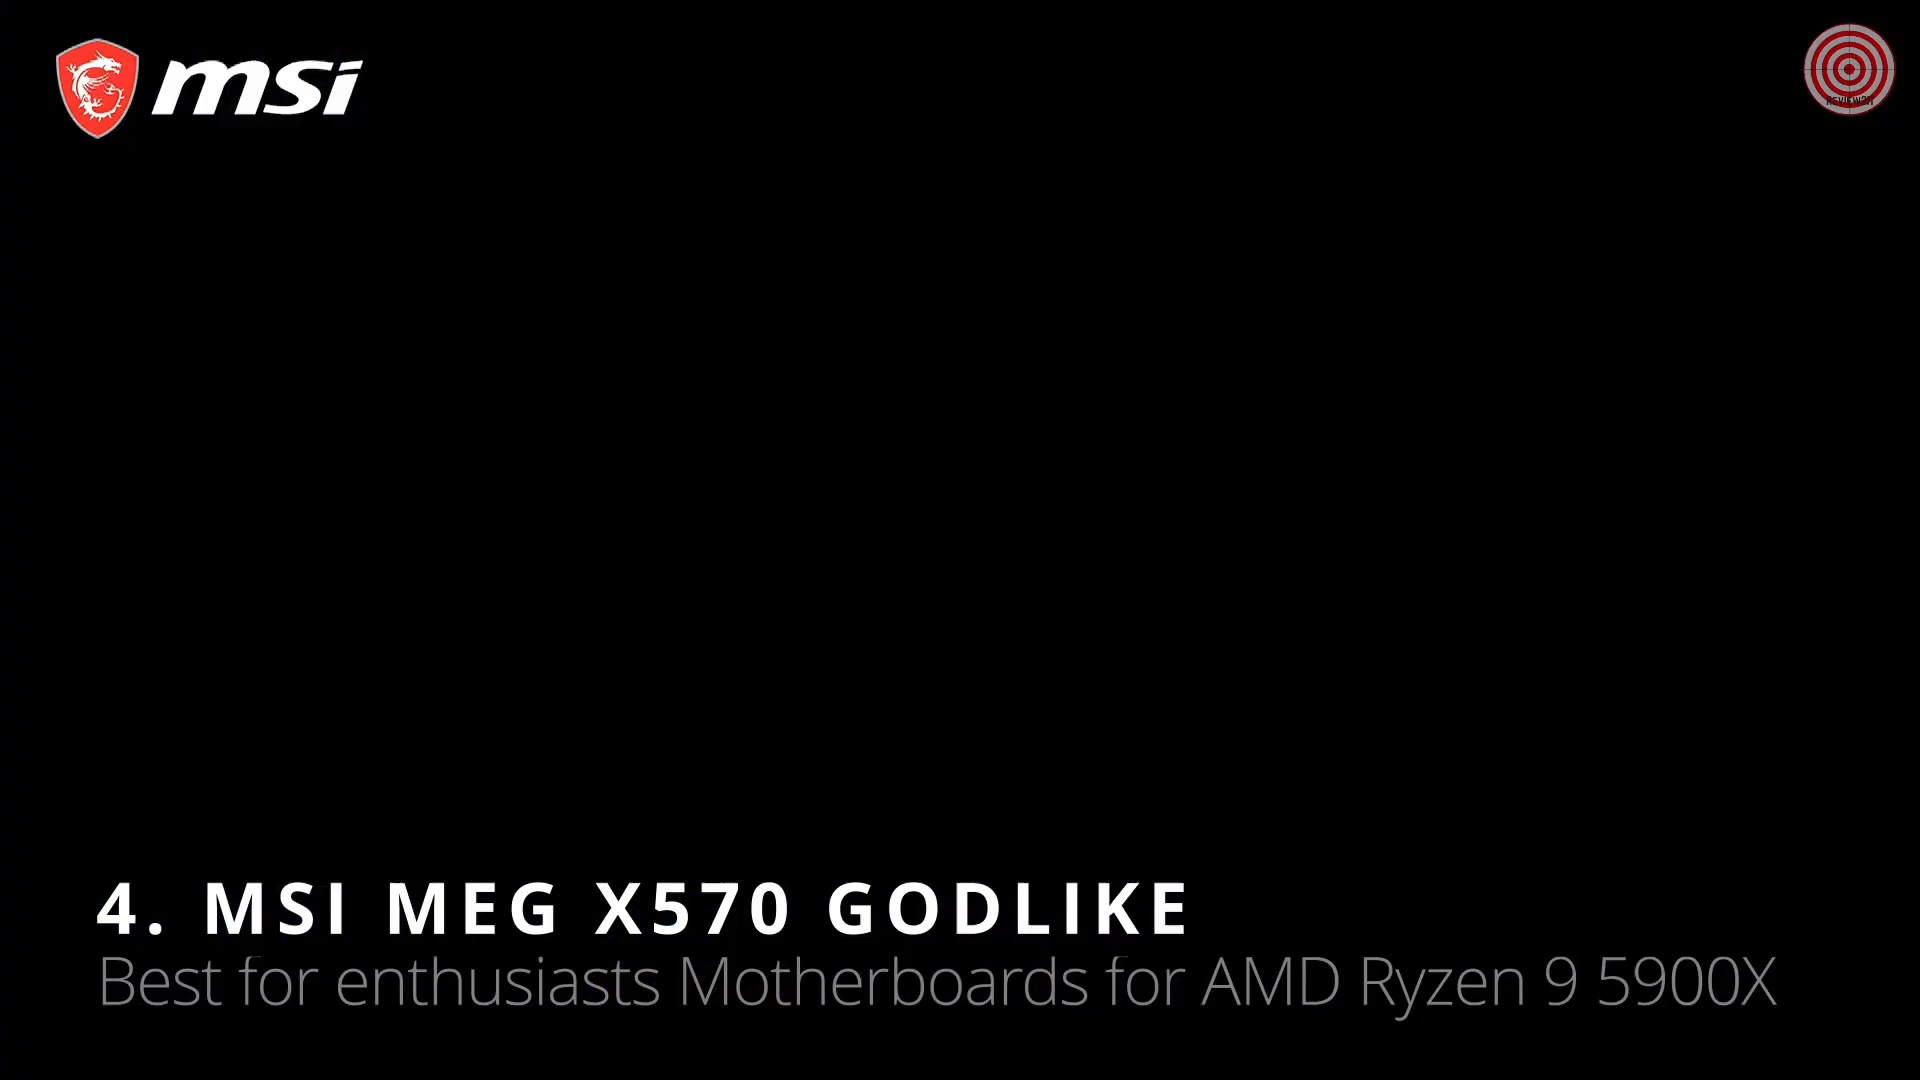 msi
4. MSI MEG X570 GODLIKE
Best for enthusiasts Motherboards for AMD Ryzen 9 5900X